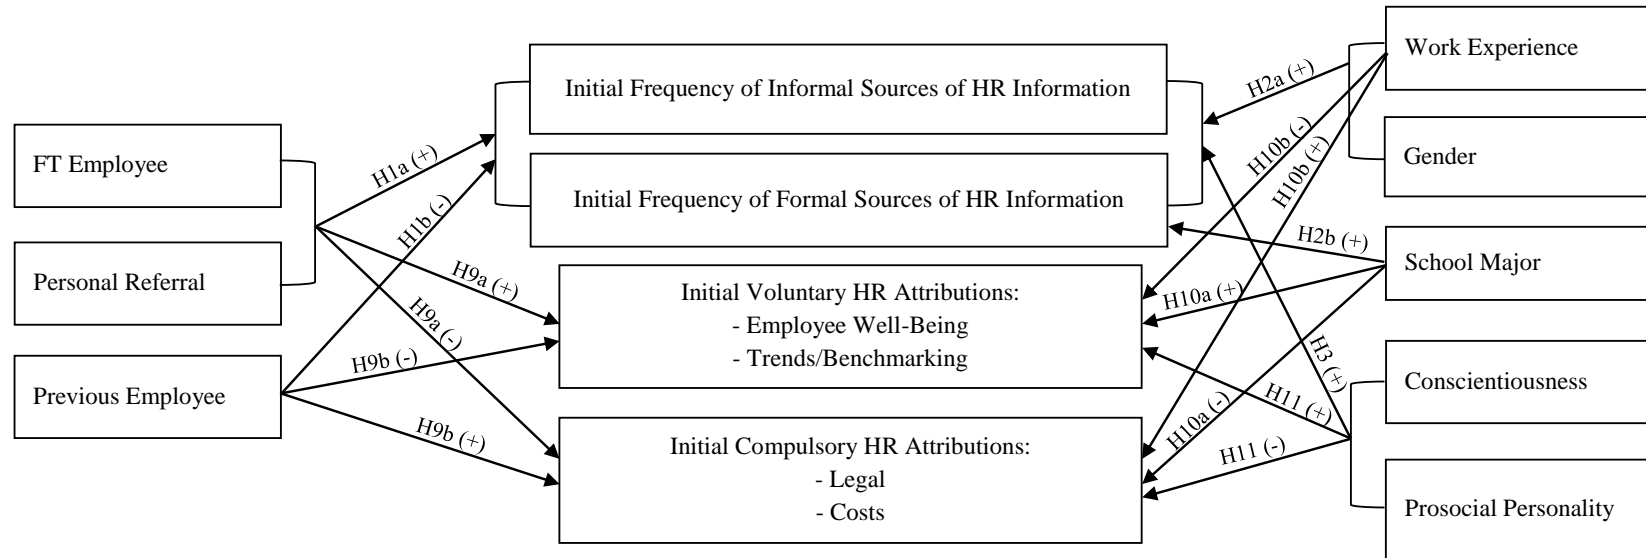 FT Employee
Personal Referral
Previous Employee
H1a (+)
H1b (-)
H9a (+)
H9a (-)
H9b (-)
H9b (+)
Initial Frequency of Informal Sources of HR Information
Initial Frequency of Formal Sources of HR Information
Initial Voluntary HR Attributions:
- Employee Well-Being
- Trends/Benchmarking
Initial Compulsory HR Attributions:
- Legal
- Costs
H2a (+)
H10b (-)
H10b (+)
H2b (+)
H10a (+)
H3 (+)
H11 (+)
H10a (-)
H11 (-)
Work Experience
Gender
School Major
Conscientiousness
Prosocial Personality